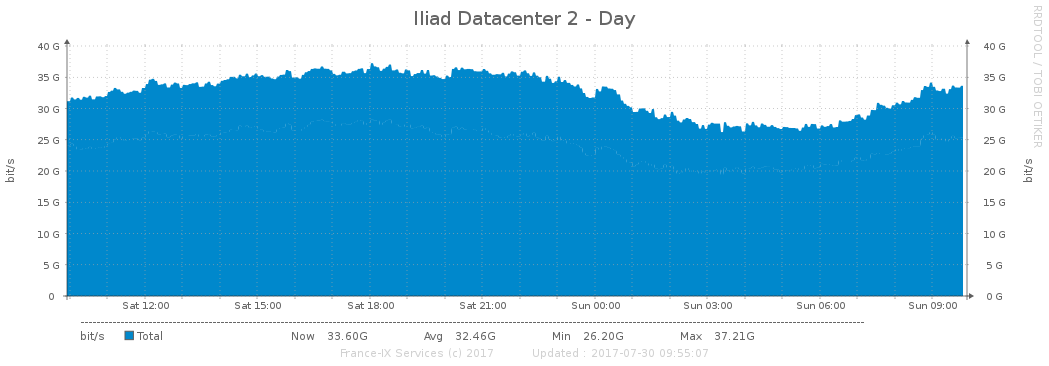 Iliad Datacenter 2 - Day
RRDTOOL / TOBI OETIKER
40 G 40 G
35 G 35 G
30 G 30 G
25 G 25 G
20 G 20 G
15 G 15 G
10 G 10 G
5 G 5 G
0 0 G
bit/s bit/s
Sat 12:00 Sat 15:00 Sat 18:00 Sat 21:00 Sun 00:00 Sun 03:00 Sun 06:00 Sun 09:00
bit/s Total Now 33.60G Avg 32.46G Min 26.20G Max 37.21G
France-IX Services (c) 2017 Updated : 2017-07-30 09:55:07